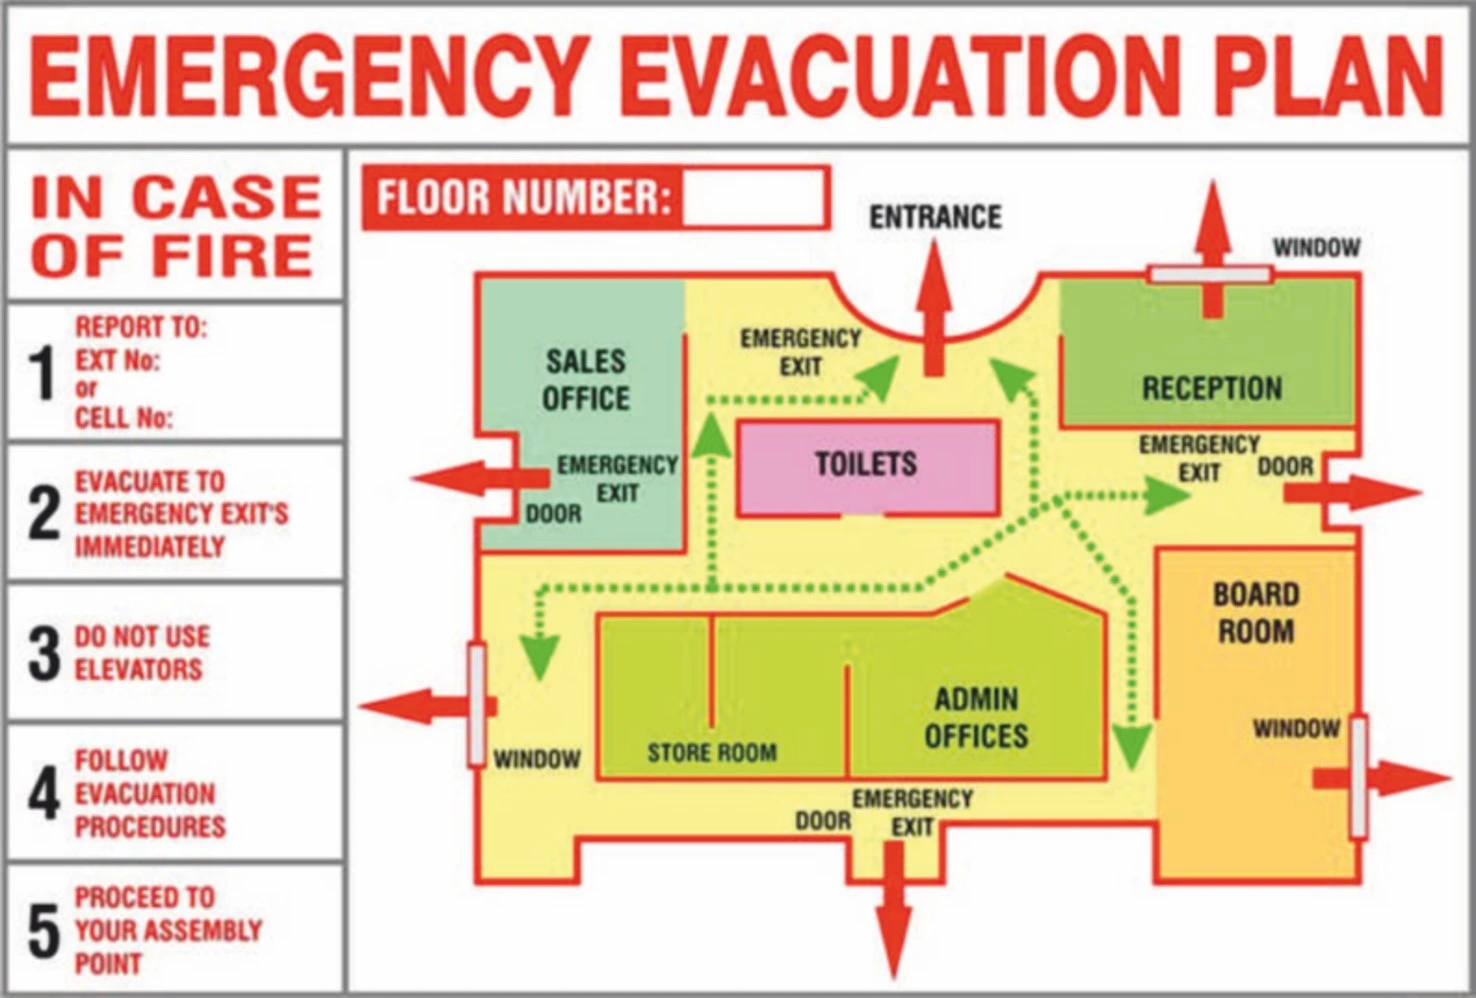 EMERGENCY EVACUATION PLAN
IN CASE
OF FIRE
1
REPORT TO:
EXT No:
or
CELL No:
2
EVACUATE TO
EMERGENCY EXIT'S
IMMEDIATELY
3
DO NOT USE
ELEVATORS
4
FOLLOW
EVACUATION
PROCEDURES
5
PROCEED TO
YOUR ASSEMBLY
POINT
FLOOR NUMBER:
ENTRANCE
WINDOW
SALES
OFFICE
EMERGENCY
EXIT
RECEPTION
TOILETS
EMERGENCY
EXIT
DOOR
EMERGENCY
EXIT
DOOR
BOARD
ROOM
WINDOW
STORE ROOM
ADMIN
OFFICES
WINDOW
DOOR
EMERGENCY
EXIT